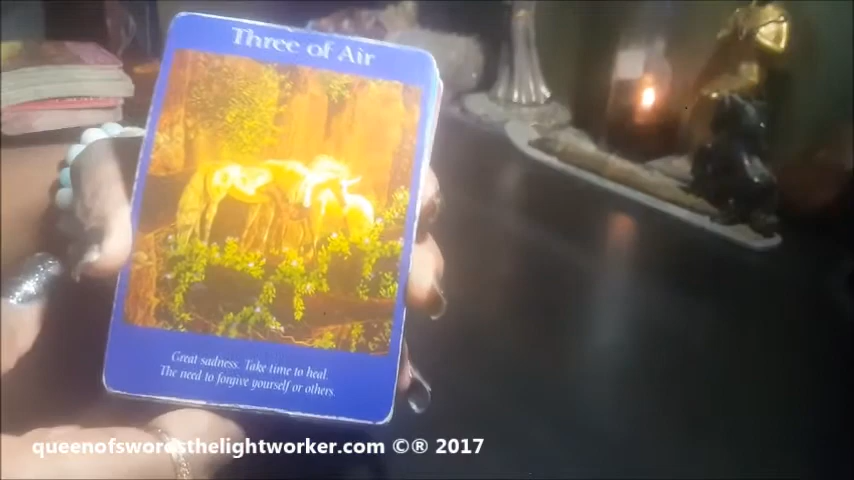 Three of Air
Great sadness. Take time to heal.
The need to forgive yourself or others.
queenofswordsthelightworker.com ©® 2017